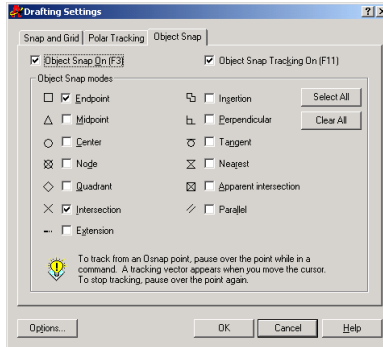 Drafting Settings
Snap and Grid Polar Tracking Object Snap
Object Snap On (F3) Object Snap Tracking On (F11)
Object Snap modes
Endpoint Insertion Select All
Midpoint Perpendicular Clear All
Center Tangent
Node Nearest
Quadrant Apparent intersection
Intersection Parallel
Extension
To track from an Osnap point, pause over the point while in a
command. A tracking vector appears when you move the cursor.
To stop tracking, pause over the point again.
Options... OK Cancel Help